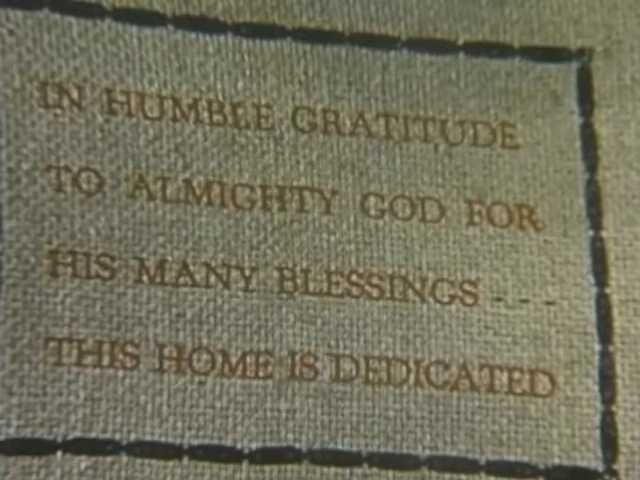 IN HUMBLE GRATITUDE
TO ALMIGHTY GOD FOR
HIS MANY BLESSINGS - - -
THIS HOME IS DEDICATED